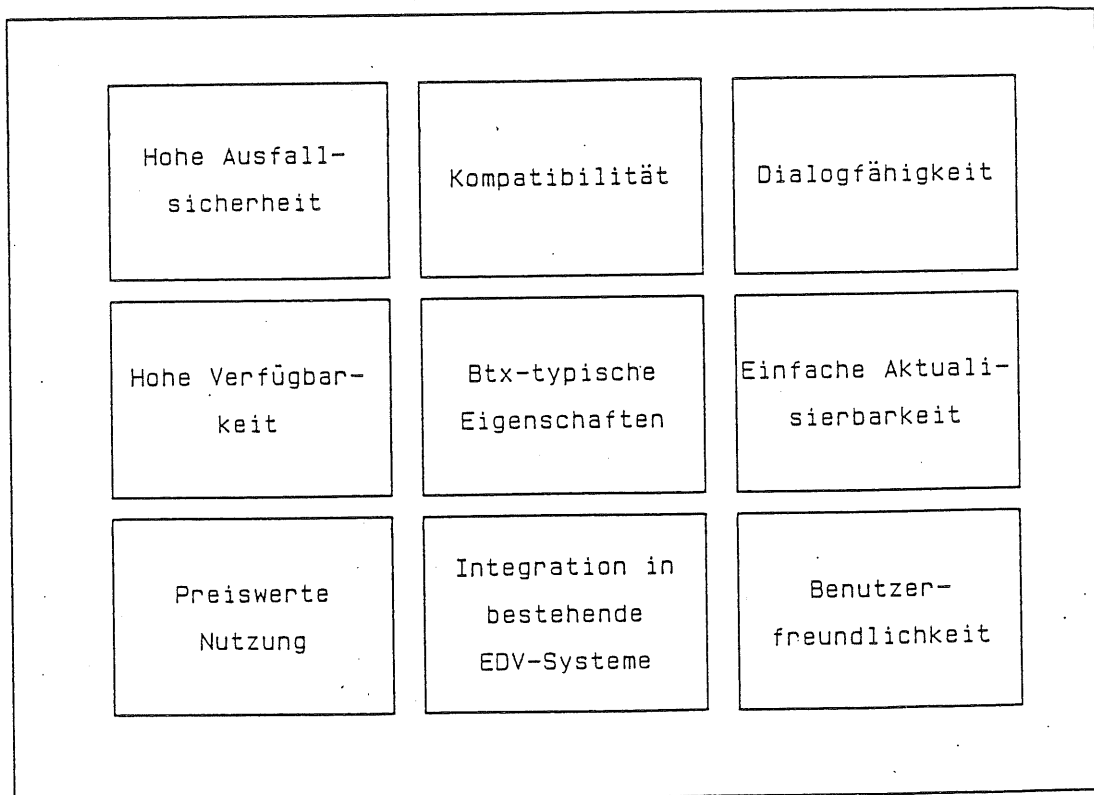 Hohe Ausfall-
sicherheit
Kompatibilität
Dialogfähigkeit
Hohe Verfügbar-
keit
Btx-typische
Eigenschaften
Einfache Aktuali-
sierbarkeit
Preiswerte
Nutzung
Integration in
bestehende
EDV-Systeme
Benutzer-
freundlichkeit